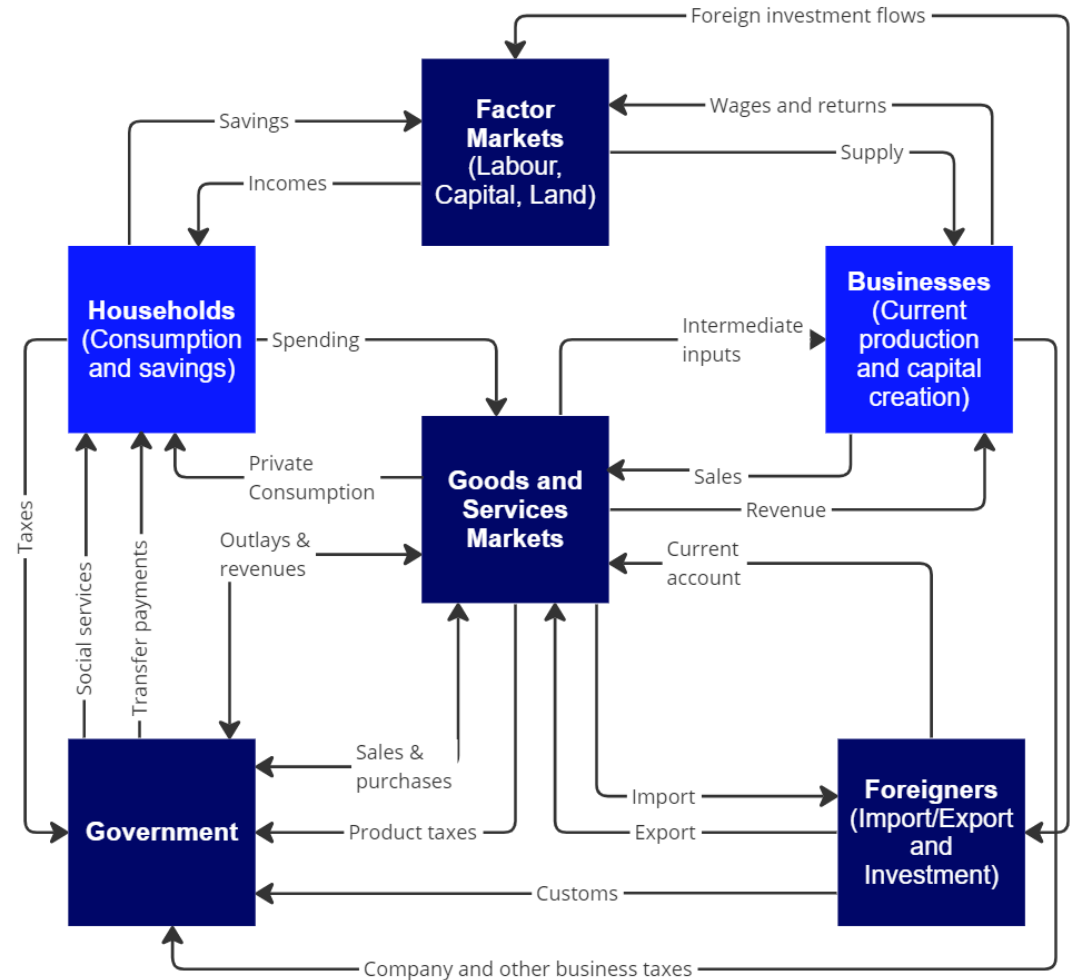 Foreign investment flows
Factor
Markets
(Labour,
Capital, Land)
Savings
Wages and returns
Supply
Incomes
Households
(Consumption
and savings)
Businesses
(Current
production
and capital
creation)
Spending
Intermediate
inputs
Private
Consumption
Goods and
Services
Markets
Sales
Revenue
Taxes
Social services
Transfer payments
Outlays &
revenues
Current
account
Sales &
purchases
Government
Product taxes
Import
Export
Foreigners
(Import/Export
and
Investment)
Customs
Company and other business taxes